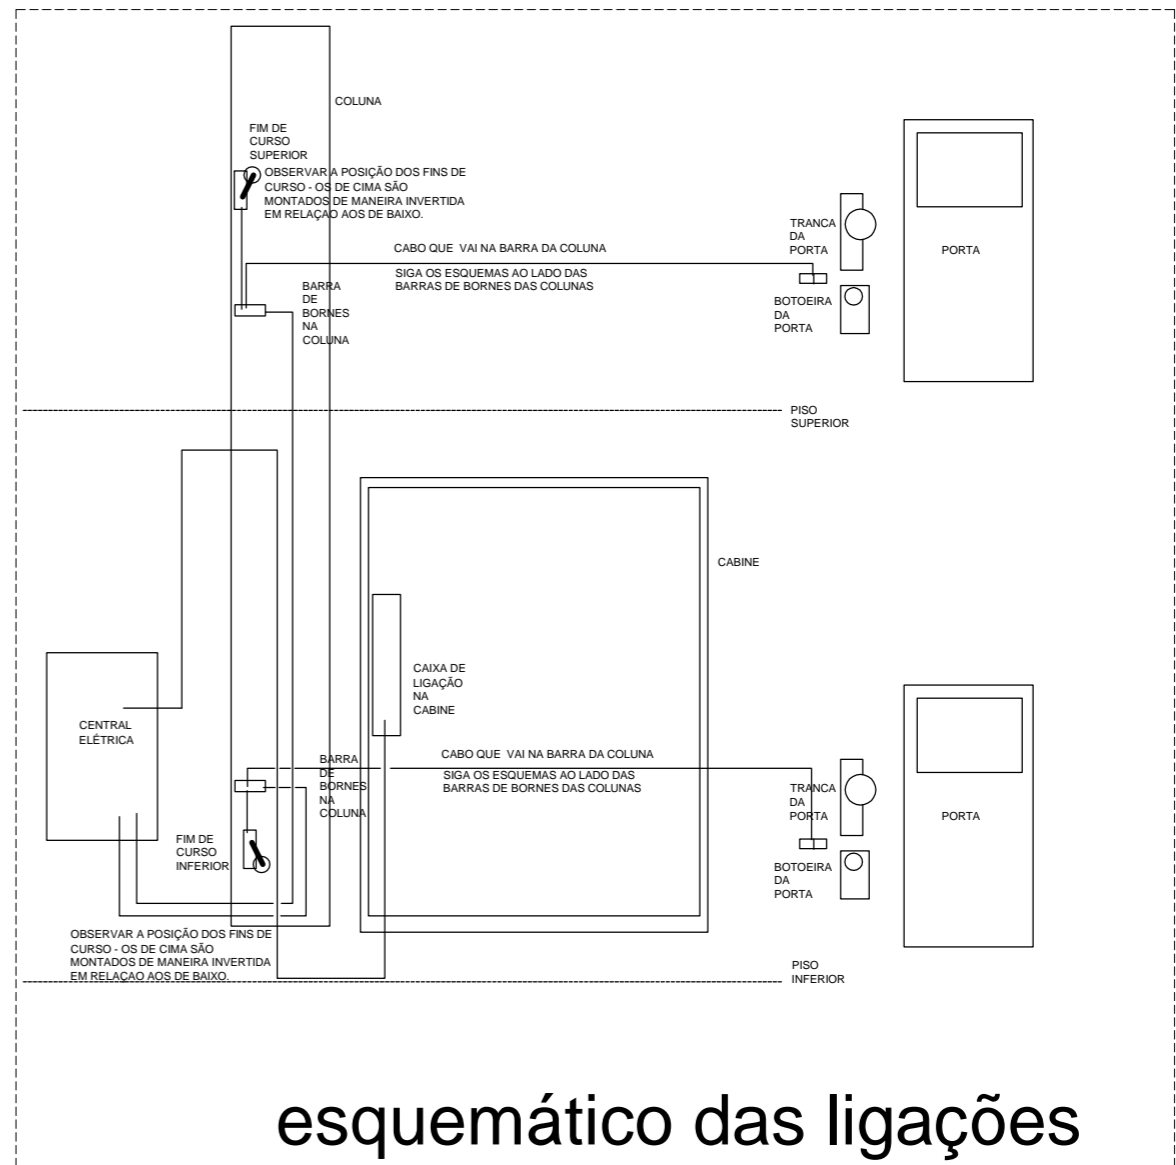 COLUNA
FIM DE
CURSO
SUPERIOR
OBSERVAR A POSIÇÃO DOS FINS DE
CURSO - OS DE CIMA SÃO
MONTADOS DE MANEIRA INVERTIDA
EM RELAÇAO AOS DE BAIXO.
CABO QUE VAI NA BARRA DA COLUNA
SIGA OS ESQUEMAS AO LADO DAS
BARRAS DE BORNES DAS COLUNAS
BARRA
DE
BORNES
NA
COLUNA
TRANCA
DA
PORTA
BOTOEIRA
DA
PORTA
PORTA
PISO
SUPERIOR
CABINE
CAIXA DE
LIGAÇÃO
NA
CABINE
CENTRAL
ELÉTRICA
BARRA
DE
BORNES
NA
COLUNA
CABO QUE VAI NA BARRA DA COLUNA
SIGA OS ESQUEMAS AO LADO DAS
BARRAS DE BORNES DAS COLUNAS
FIM DE
CURSO
INFERIOR
TRANCA
DA
PORTA
BOTOEIRA
DA
PORTA
PORTA
OBSERVAR A POSIÇÃO DOS FINS DE
CURSO - OS DE CIMA SÃO
MONTADOS DE MANEIRA INVERTIDA
EM RELAÇAO AOS DE BAIXO.
PISO
INFERIOR
esquemático das ligações